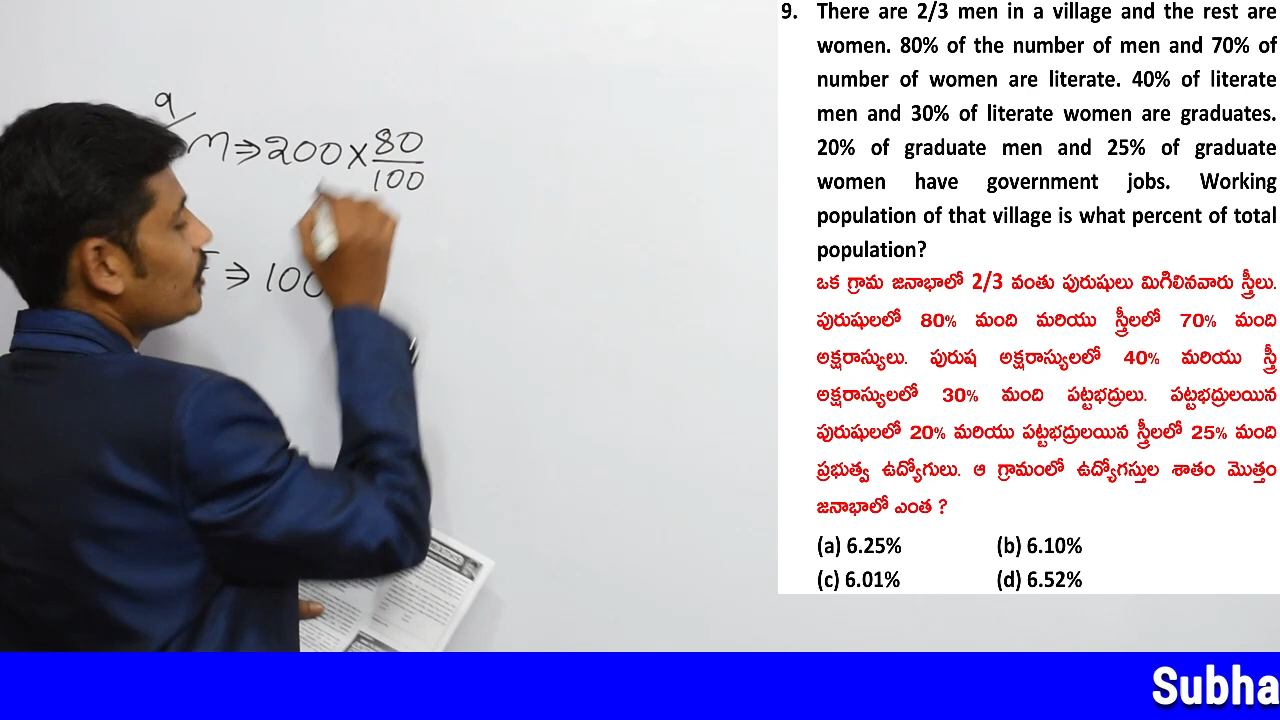 9/
M ⇒ 200 × 80/100
⇒ 100
9. There are 2/3 men in a village and the rest are
women. 80% of the number of men and 70% of
number of women are literate. 40% of literate
men and 30% of literate women are graduates.
20% of graduate men and 25% of graduate
women have government jobs. Working
population of that village is what percent of total
population?
ఒక గ్రామ జనాభాలో 2/3 వంతు పురుషులు మిగిలినవారు స్త్రీలు.
పురుషులలో 80% మంది మరియు స్త్రీలలో 70% మంది
అక్షరాస్యులు. పురుష అక్షరాస్యులలో 40% మరియు స్త్రీ
అక్షరాస్యులలో 30% మంది పట్టభద్రులు. పట్టభద్రులయిన
పురుషులలో 20% మరియు పట్టభద్రులయిన స్త్రీలలో 25% మంది
ప్రభుత్వ ఉద్యోగులు. ఆ గ్రామంలో ఉద్యోగస్తుల శాతం మొత్తం
జనాభాలో ఎంత ?
(a) 6.25% (b) 6.10%
(c) 6.01% (d) 6.52%
Subha